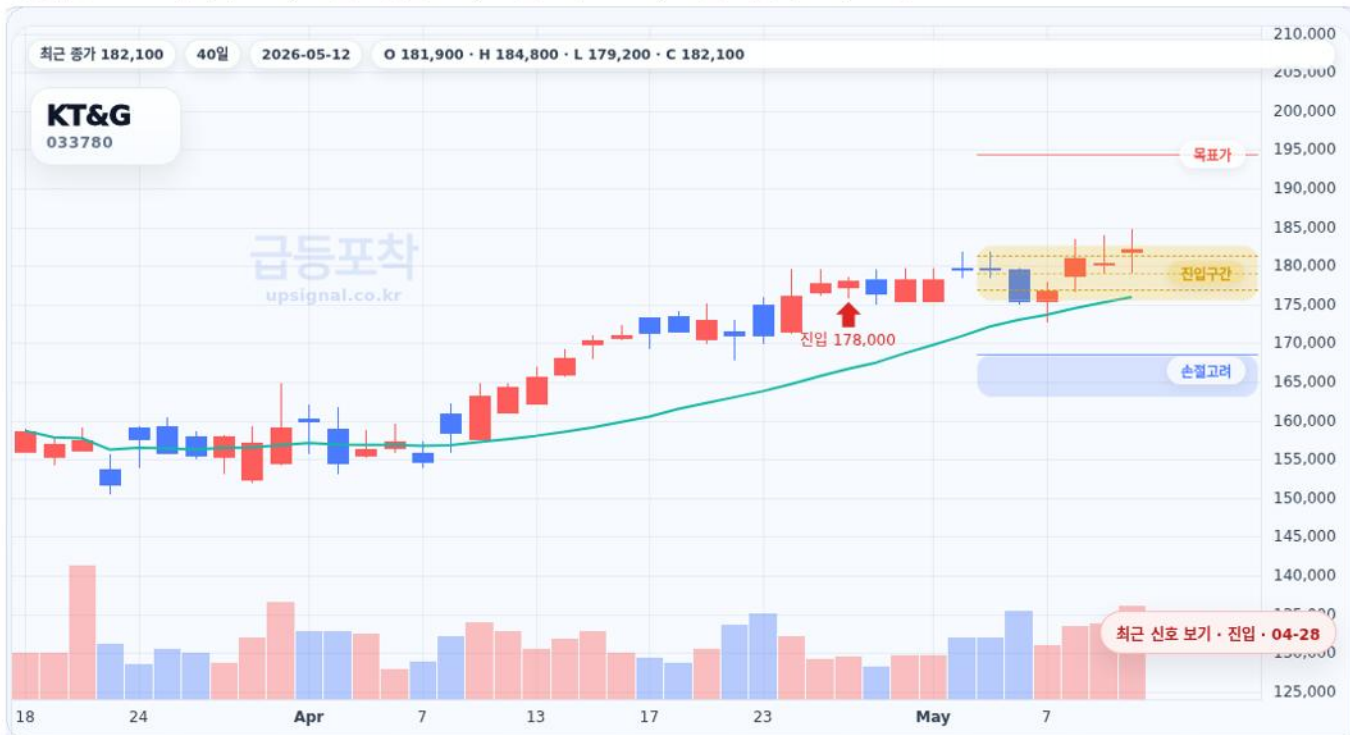 최근 종가 182,100 40일 2026-05-12 O 181,900 · H 184,800 · L 179,200 · C 182,100
KT&G
033780
급등포착
upsignal.co.kr
210,000
205,000
200,000
195,000
190,000
185,000
180,000
175,000
170,000
165,000
160,000
155,000
150,000
145,000
140,000
135,000
130,000
125,000
목표가
진입구간
진입 178,000
손절고려
최근 신호 보기 · 진입 · 04-28
18 24 Apr 7 13 17 23 May 7